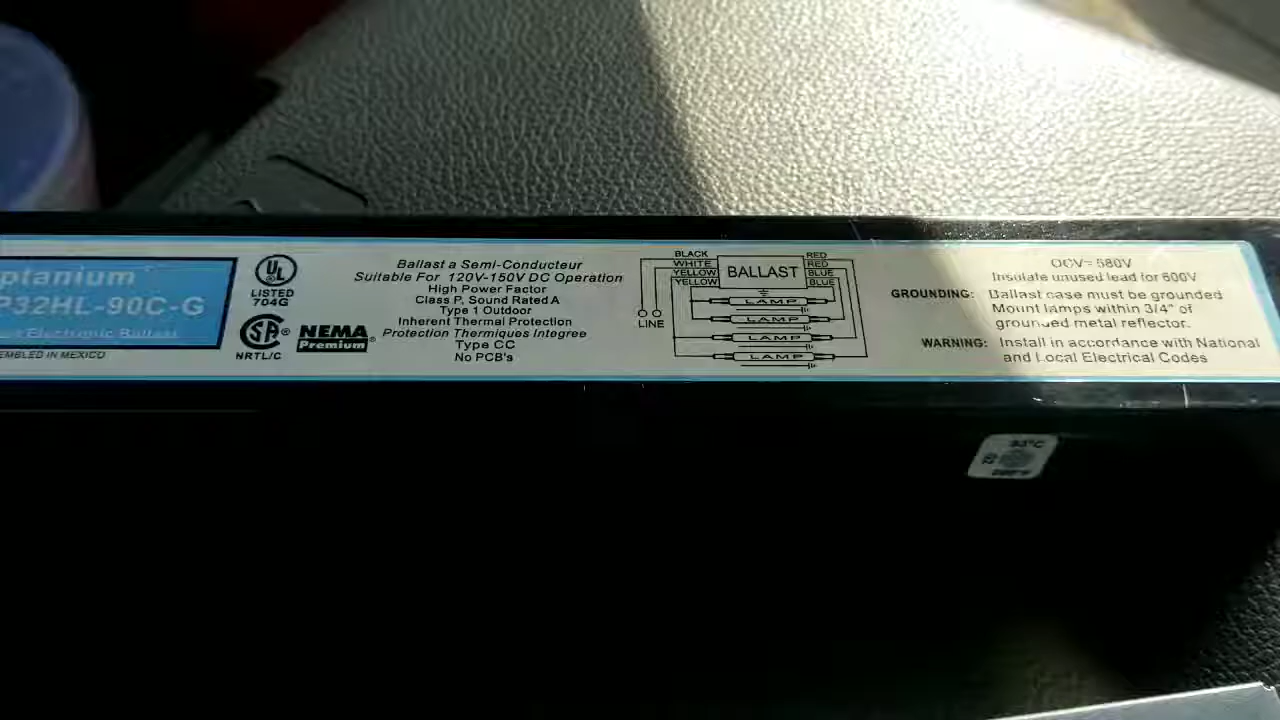 ptanium
P32HL-90C-G
Electronic Ballast
EMBLED IN MEXICO
UL
LISTED
704G
SA
NRTL/C
NEMA
Premium
Ballast a Semi-Conducteur
Suitable For 120V-150V DC Operation
High Power Factor
Class P, Sound Rated A
Type 1 Outdoor
Inherent Thermal Protection
Protection Thermiques Integree
Type CC
No PCB's
BLACK
WHITE
YELLOW
YELLOW
BALLAST
RED
RED
BLUE
BLUE
LAMP
LAMP
LAMP
LAMP
LINE
OCV= 580V
Insulate unused lead for 600V
GROUNDING: Ballast case must be grounded
Mount lamps within 3/4" of
grounded metal reflector.
WARNING: Install in accordance with National
and Local Electrical Codes